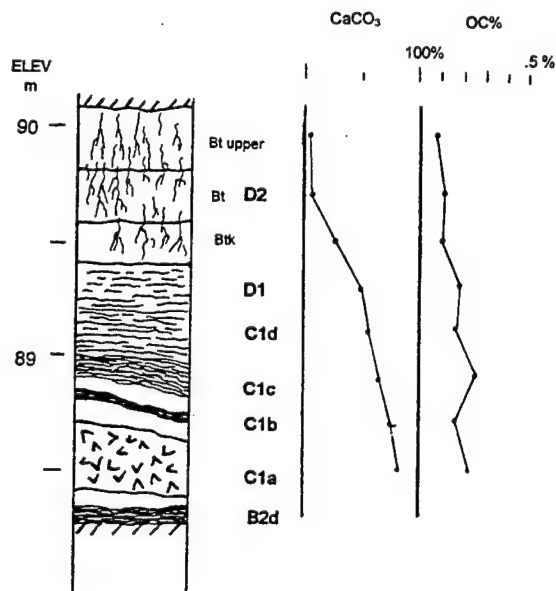 CaCO₃ OC%
100% .5 %
ELEV
m
90
Bt upper
Bt D2
Btk
D1
C1d
89
C1c
C1b
C1a
B2d